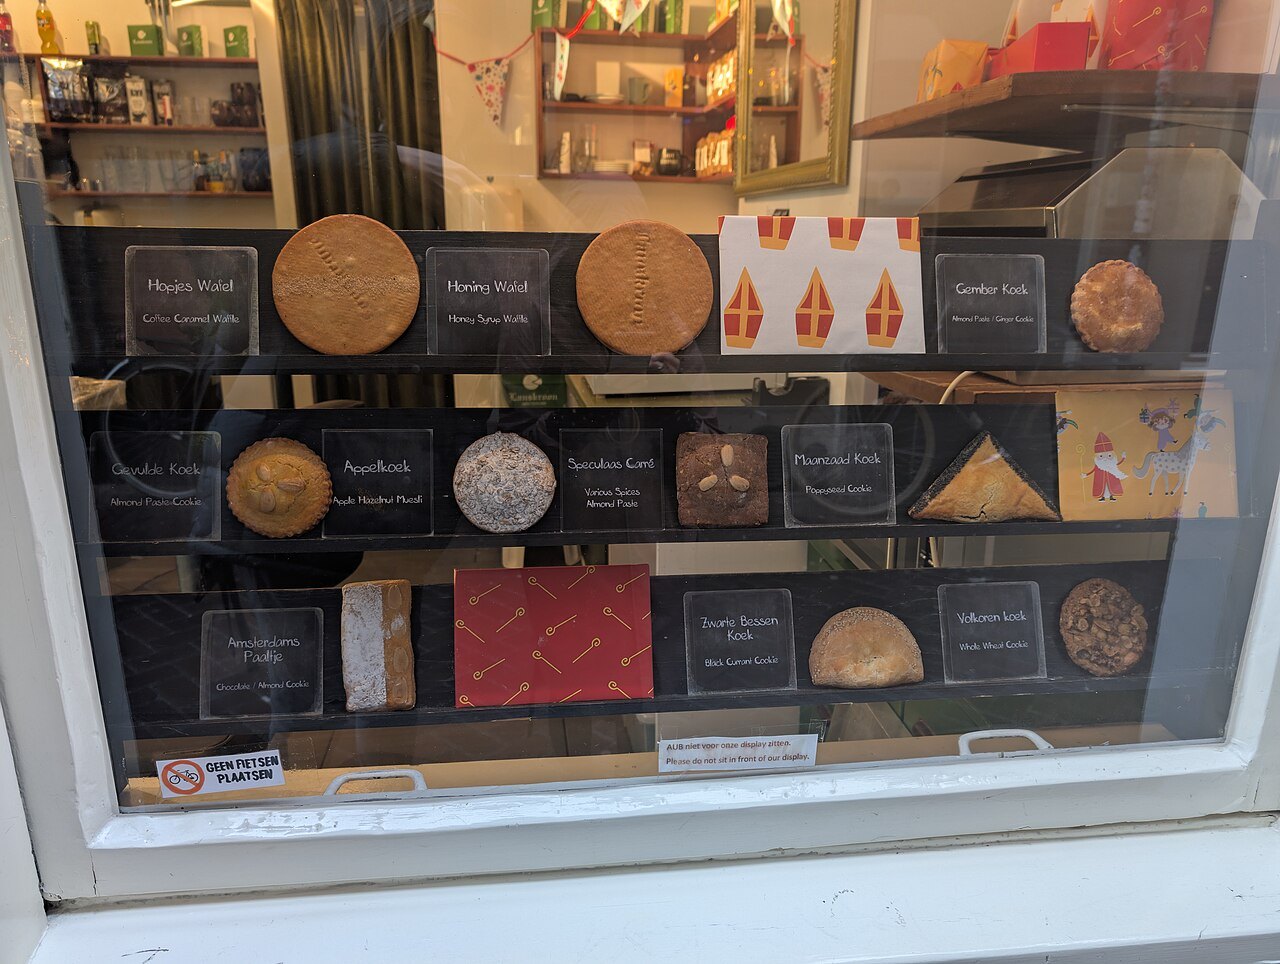 Hopjes Wafel
Coffee Caramel Waffle
Honing Wafel
Honey Syrup Waffle
Lanskroon
Gember Koek
Almond Paste / Ginger Cookie
Lanskroon
Gevulde Koek
Almond Paste Cookie
Appelkoek
Apple Hazelnut Muesli
Speculaas Carré
Various Spices
Almond Paste
Maanzaad Koek
Poppyseed Cookie
Amsterdams
Paaltje
Chocolate / Almond Cookie
Zwarte Bessen
Koek
Black Currant Cookie
Volkoren koek
Whole Wheat Cookie
GEEN FIETSEN
PLAATSEN
AUB niet voor onze display zitten.
Please do not sit in front of our display.